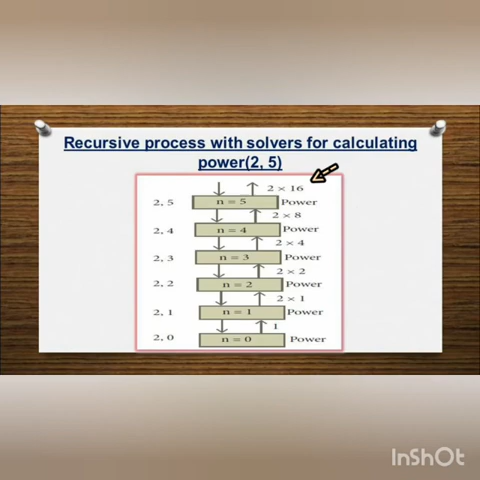 Recursive process with solvers for calculating
power(2, 5)
2 × 16
2, 5 n = 5 Power
2 × 8
2, 4 n = 4 Power
2 × 4
2, 3 n = 3 Power
2 × 2
2, 2 n = 2 Power
2 × 1
2, 1 n = 1 Power
1
2, 0 n = 0 Power
InShOt